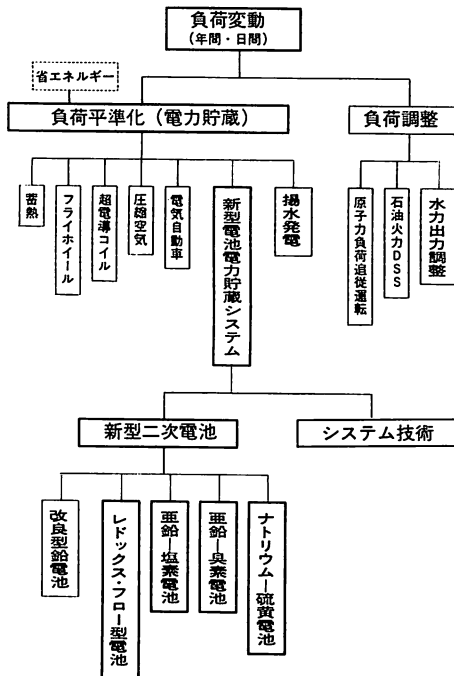 負荷変動
(年間・日間)
省エネルギー
負荷平準化（電力貯蔵）
負荷調整
蓄熱
フライホイール
超電導コイル
圧縮空気
電気自動車
新型電池電力貯蔵システム
揚水発電
原子力負荷追従運転
石油火力DSS
水力出力調整
新型二次電池
システム技術
改良型鉛電池
レドックス・フロー型電池
亜鉛―塩素電池
亜鉛―臭素電池
ナトリウム―硫黄電池